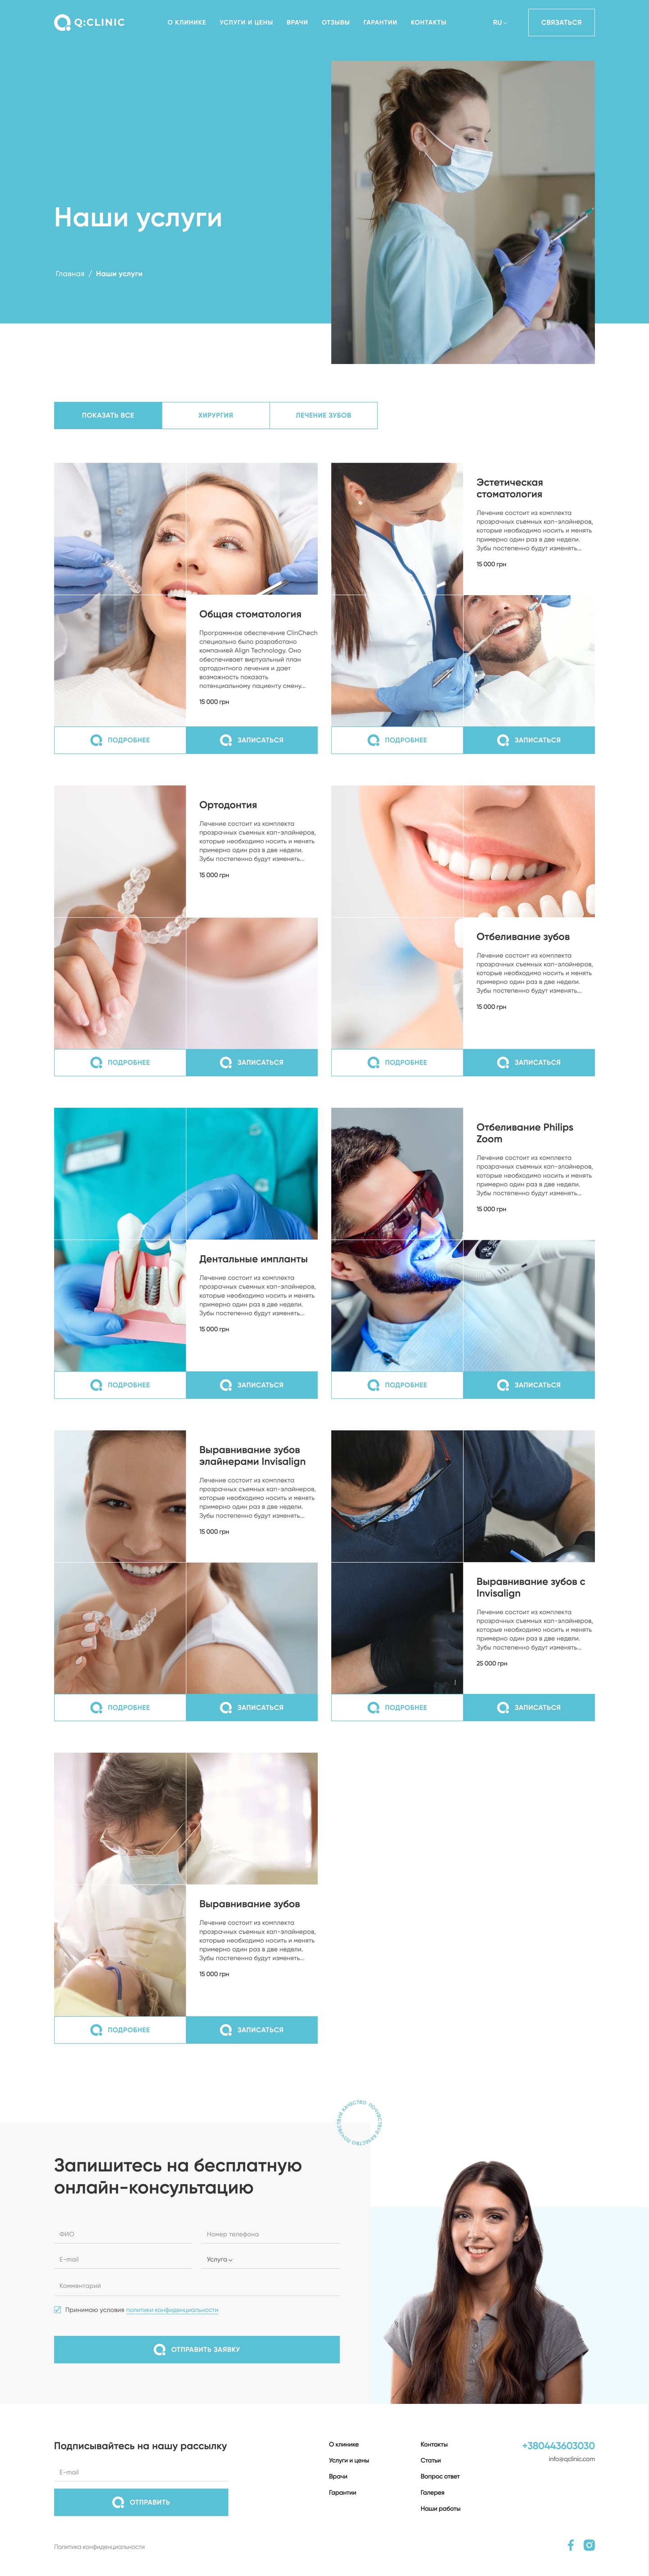 Q:CLINIC
О КЛИНИКЕ УСЛУГИ И ЦЕНЫ ВРАЧИ ОТЗЫВЫ ГАРАНТИИ КОНТАКТЫ
RU
СВЯЗАТЬСЯ
Наши услуги
Главная / Наши услуги
ПОКАЗАТЬ ВСЕ
ХИРУРГИЯ
ЛЕЧЕНИЕ ЗУБОВ
Общая стоматология
Программное обеспечение ClinChech
специально было разработано
компанией Align Technology. Оно
обеспечивает виртуальный план
ортодонтного лечения и дает
возможность показать
потенциальному пациенту смену...
15 000 грн
ПОДРОБНЕЕ
ЗАПИСАТЬСЯ
Эстетическая
стоматология
Лечение состоит из комплекта
прозрачных съемных кап-элайнеров,
которые необходимо носить и менять
примерно один раз в две недели.
Зубы постепенно будут изменять...
15 000 грн
ПОДРОБНЕЕ
ЗАПИСАТЬСЯ
Ортодонтия
Лечение состоит из комплекта
прозрачных съемных кап-элайнеров,
которые необходимо носить и менять
примерно один раз в две недели.
Зубы постепенно будут изменять...
15 000 грн
ПОДРОБНЕЕ
ЗАПИСАТЬСЯ
Отбеливание зубов
Лечение состоит из комплекта
прозрачных съемных кап-элайнеров,
которые необходимо носить и менять
примерно один раз в две недели.
Зубы постепенно будут изменять...
15 000 грн
ПОДРОБНЕЕ
ЗАПИСАТЬСЯ
Дентальные импланты
Лечение состоит из комплекта
прозрачных съемных кап-элайнеров,
которые необходимо носить и менять
примерно один раз в две недели.
Зубы постепенно будут изменять...
15 000 грн
ПОДРОБНЕЕ
ЗАПИСАТЬСЯ
Отбеливание Philips
Zoom
Лечение состоит из комплекта
прозрачных съемных кап-элайнеров,
которые необходимо носить и менять
примерно один раз в две недели.
Зубы постепенно будут изменять...
15 000 грн
ПОДРОБНЕЕ
ЗАПИСАТЬСЯ
Выравнивание зубов
элайнерами Invisalign
Лечение состоит из комплекта
прозрачных съемных кап-элайнеров,
которые необходимо носить и менять
примерно один раз в две недели.
Зубы постепенно будут изменять...
15 000 грн
ПОДРОБНЕЕ
ЗАПИСАТЬСЯ
Выравнивание зубов с
Invisalign
Лечение состоит из комплекта
прозрачных съемных кап-элайнеров,
которые необходимо носить и менять
примерно один раз в две недели.
Зубы постепенно будут изменять...
25 000 грн
ПОДРОБНЕЕ
ЗАПИСАТЬСЯ
Выравнивание зубов
Лечение состоит из комплекта
прозрачных съемных кап-элайнеров,
которые необходимо носить и менять
примерно один раз в две недели.
Зубы постепенно будут изменять...
15 000 грн
ПОДРОБНЕЕ
ЗАПИСАТЬСЯ
ПОЧУВСТВУЙ КАЧЕСТВО ПОЧУВСТВУЙ КАЧЕСТВО
Запишитесь на бесплатную
онлайн-консультацию
ФИО
Номер телефона
E-mail
Услуга
Комментарий
Принимаю условия политики конфиденциальности
ОТПРАВИТЬ ЗАЯВКУ
Подписывайтесь на нашу рассылку
E-mail
ОТПРАВИТЬ
О клинике
Услуги и цены
Врачи
Гарантии
Контакты
Статьи
Вопрос ответ
Галерея
Наши работы
+380443603030
info@qclinic.com
Политика конфиденциальности